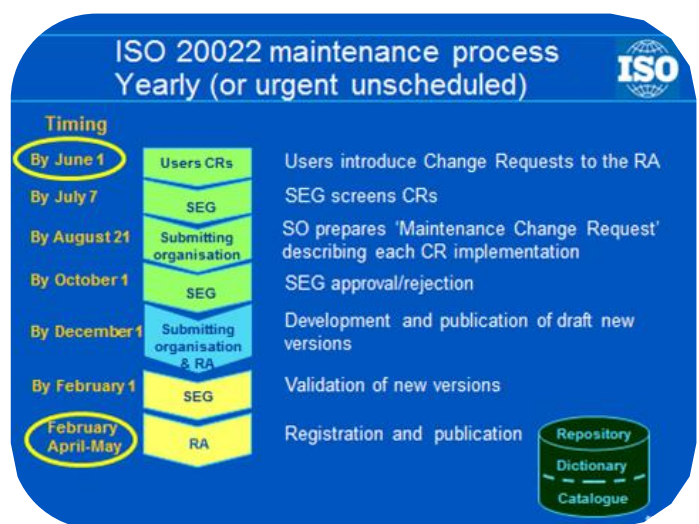 ISO 20022 maintenance process
Yearly (or urgent unscheduled)
ISO
Timing
By June 1
Users CRs
Users introduce Change Requests to the RA
By July 7
SEG
SEG screens CRs
By August 21
Submitting
organisation
SO prepares ‘Maintenance Change Request’
describing each CR implementation
By October 1
SEG
SEG approval/rejection
By December 1
Submitting
organisation
& RA
Development and publication of draft new
versions
By February 1
SEG
Validation of new versions
February
April-May
RA
Registration and publication
Repository
Dictionary
Catalogue